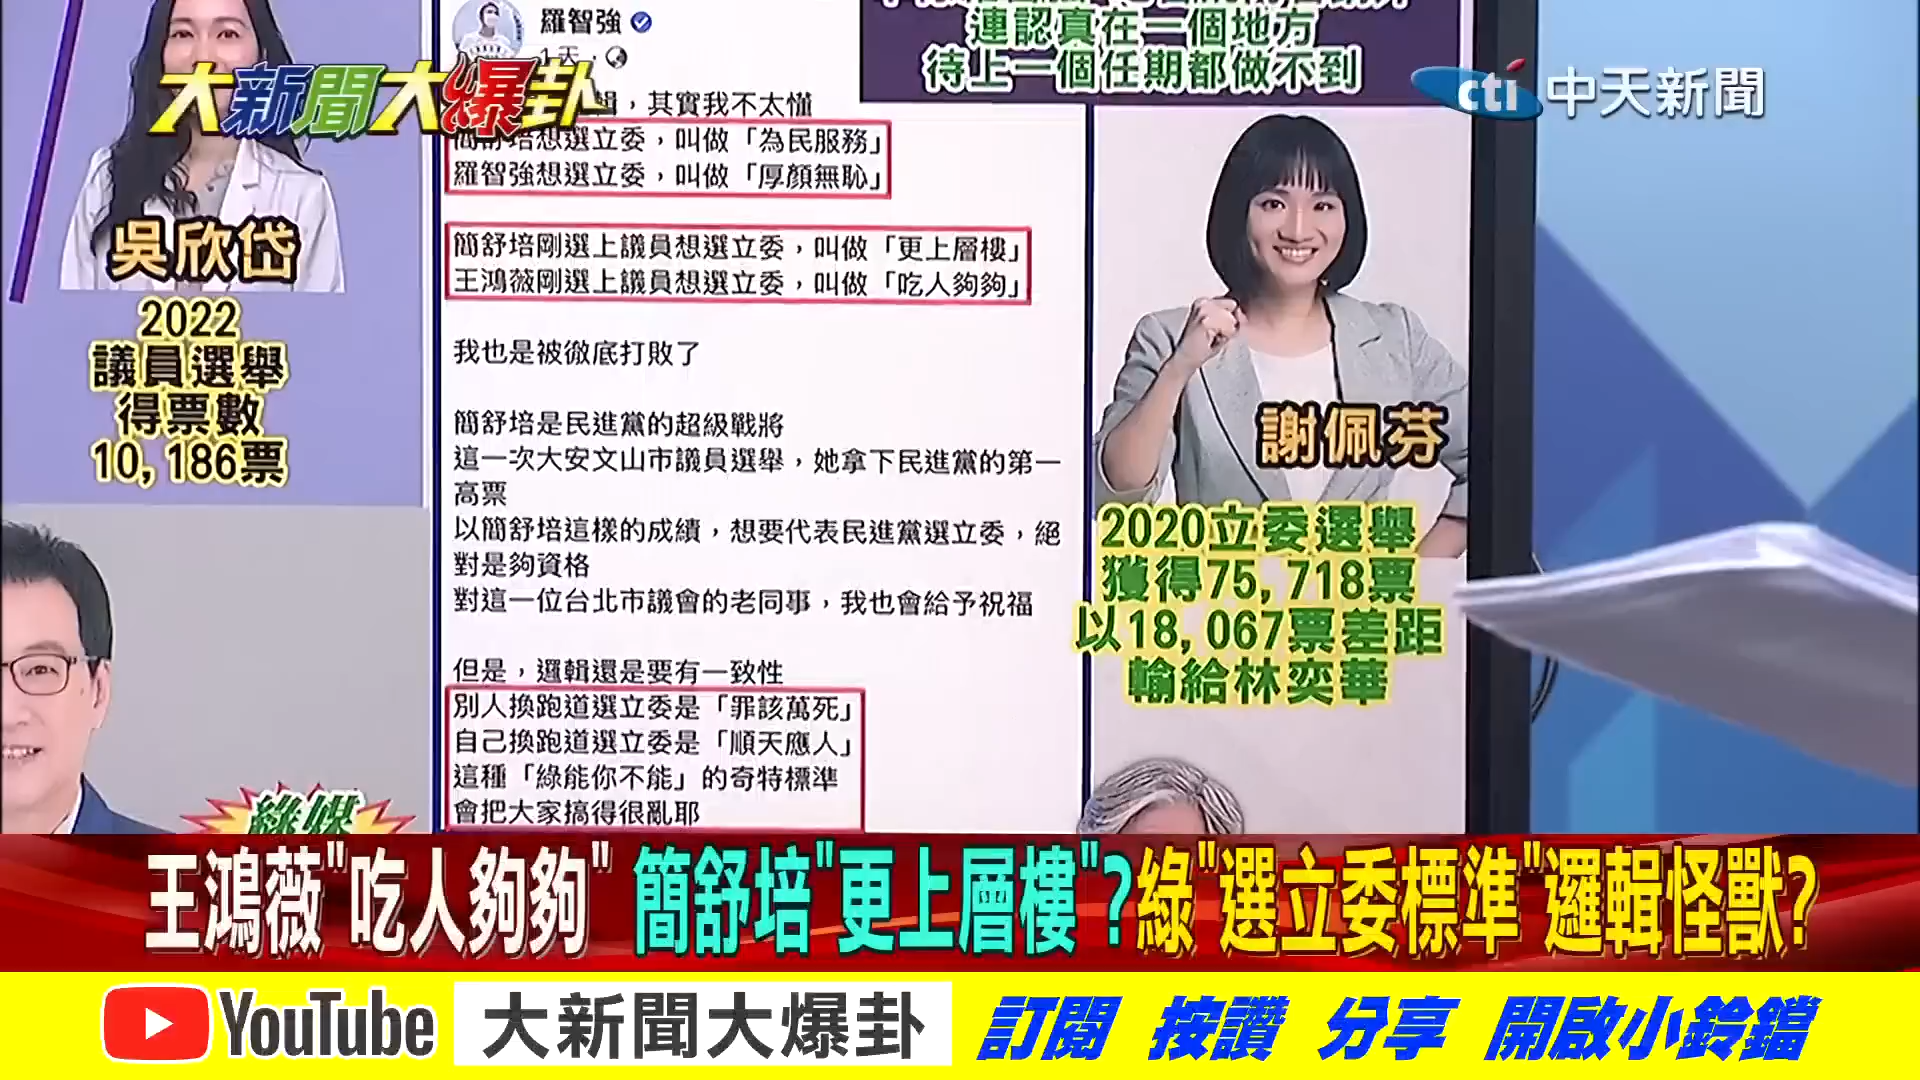 羅智強
1天
連認真在一個地方
待上一個任期都做不到
大新聞大爆卦
cti 中天新聞
輯，其實我不太懂
簡舒培想選立委，叫做「為民服務」
羅智強想選立委，叫做「厚顏無恥」
簡舒培剛選上議員想選立委，叫做「更上層樓」
王鴻薇剛選上議員想選立委，叫做「吃人夠夠」
我也是被徹底打敗了
簡舒培是民進黨的超級戰將
這一次大安文山市議員選舉，她拿下民進黨的第一
高票
以簡舒培這樣的成績，想要代表民進黨選立委，絕
對是夠資格
對這一位台北市議會的老同事，我也會給予祝福
但是，邏輯還是要有一致性
別人換跑道選立委是「罪該萬死」
自己換跑道選立委是「順天應人」
這種「綠能你不能」的奇特標準
會把大家搞得很亂耶
吳欣岱
2022
議員選舉
得票數
10,186票
謝佩芬
2020立委選舉
獲得75,718票
以18,067票差距
輸給林奕華
綠媒
王鴻薇"吃人夠夠" 簡舒培"更上層樓"?綠"選立委標準"邏輯怪獸?
YouTube 大新聞大爆卦 訂閱 按讚 分享 開啟小鈴鐺